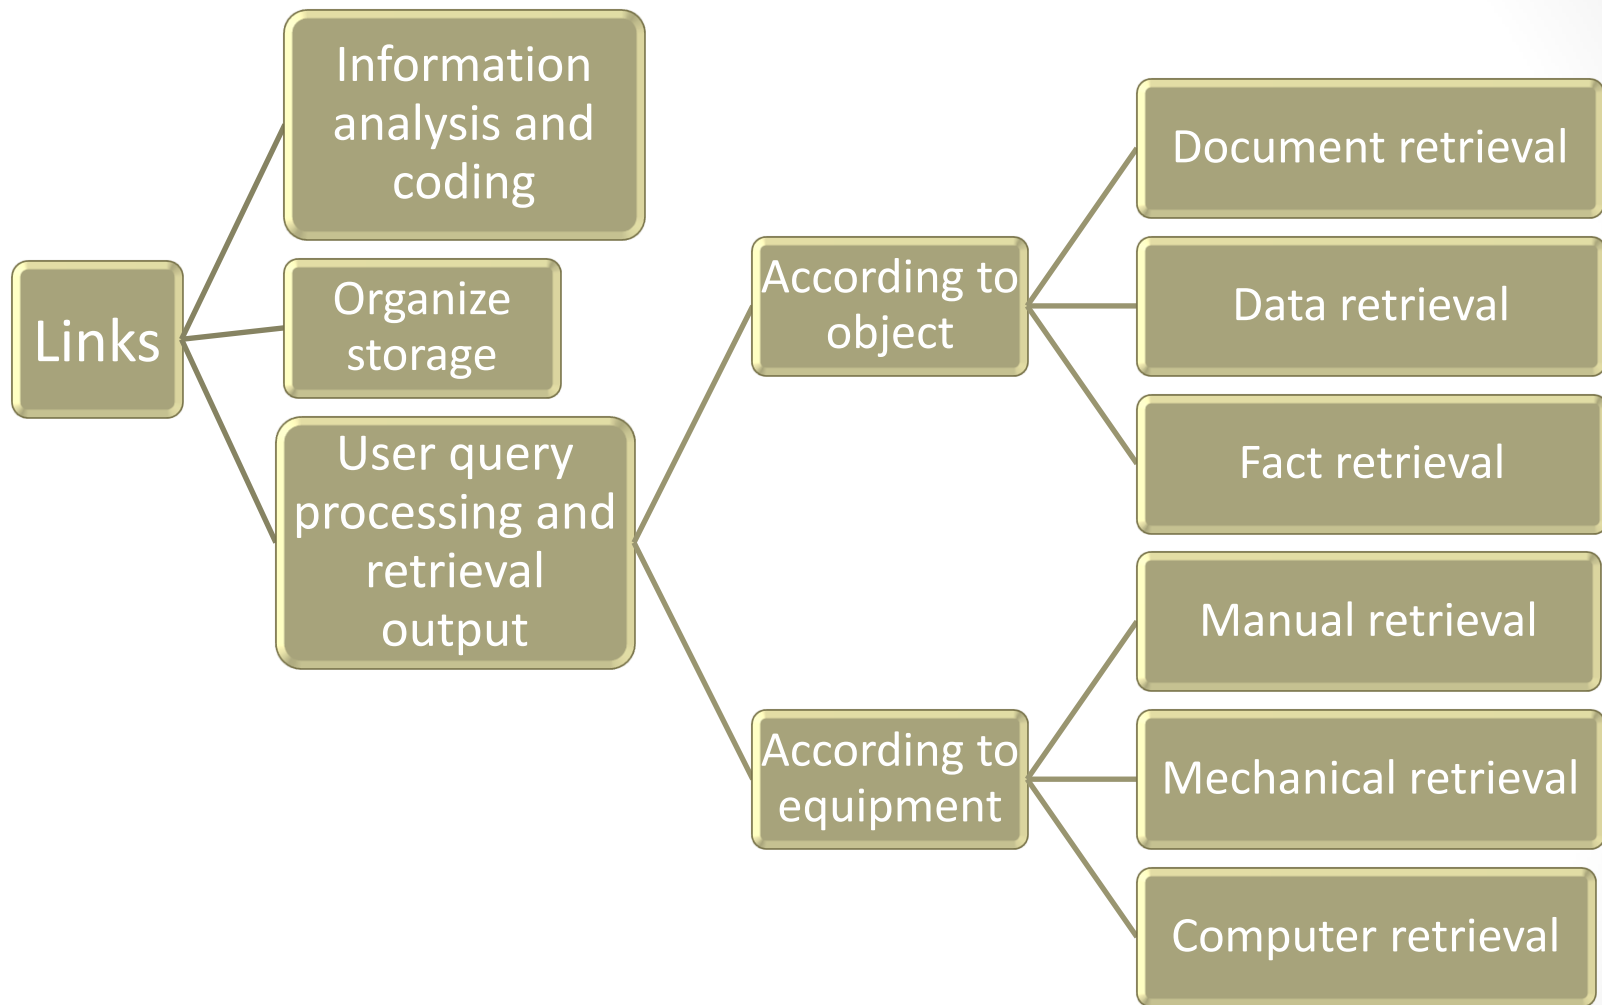 Links
Information
analysis and
coding
Organize
storage
User query
processing and
retrieval
output
According to
object
According to
equipment
Document retrieval
Data retrieval
Fact retrieval
Manual retrieval
Mechanical retrieval
Computer retrieval